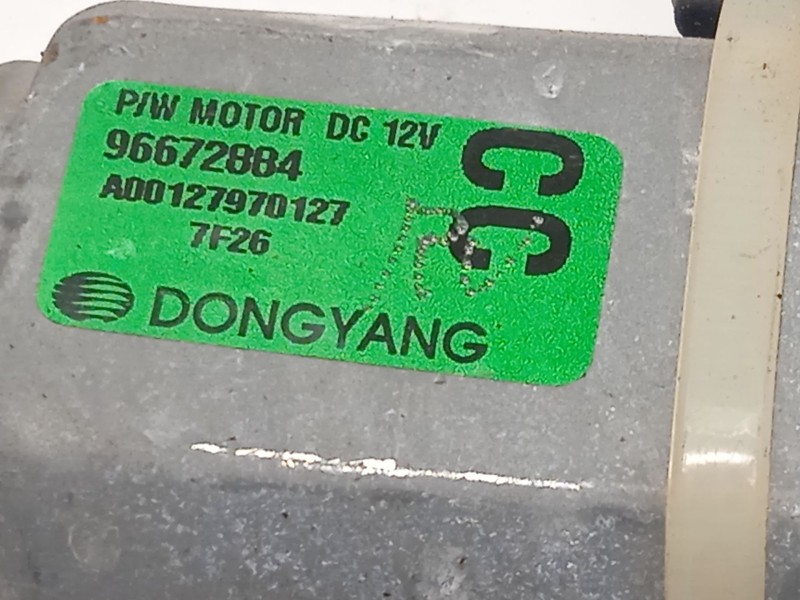 P/W MOTOR DC 12V
96672884
A00127970127
7F26
CC
DONGYANG